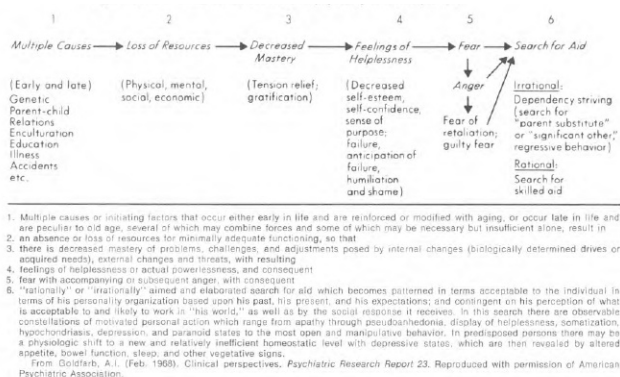 1 2 3 4 5 6
Multiple Causes Loss of Resources Decreased Mastery Feelings of Helplessness Fear Search for Aid
(Early and late)
Genetic
Parent-child
Relations
Enculturation
Education
Illness
Accidents
etc.
(Physical, mental,
social, economic)
(Tension relief;
gratification)
(Decreased
self-esteem,
self-confidence,
sense of
purpose;
failure,
anticipation of
failure,
humiliation
and shame)
Anger
Fear of
retaliation;
guilty fear
Irrational:
Dependency striving
(search for
"parent substitute"
or "significant other,"
regressive behavior)
Rational:
Search for
skilled aid
1. Multiple causes or initiating factors that occur either early in life and are reinforced or modified with aging, or occur late in life and
are peculiar to old age, several of which may combine forces and some of which may be necessary but insufficient alone, result in
2. an absence or loss of resources for minimally adequate functioning, so that
3. there is decreased mastery of problems, challenges, and adjustments posed by internal changes (biologically determined drives or
acquired needs), external changes and threats, with resulting
4. feelings of helplessness or actual powerlessness, and consequent
5. fear with accompanying or subsequent anger, with consequent
6. "rationally" or "irrationally" aimed and elaborated search for aid which becomes patterned in terms acceptable to the individual in
terms of his personality organization based upon his past, his present, and his expectations; and contingent on his perception of what
is acceptable to and likely to work in "his world," as well as by the social response it receives. In this search there are observable
constellations of motivated personal action which range from apathy through pseudoanhedonia, display of helplessness, somatization,
hypochondriasis, depression, and paranoid states to the most open and manipulative behavior. In predisposed persons there may be
a physiologic shift to a new and relatively inefficient homeostatic level with depressive states, which are then revealed by altered
appetite, bowel function, sleep, and other vegetative signs.
From Goldfarb, A.I. (Feb. 1968). Clinical perspectives, Psychiatric Research Report 23. Reproduced with permission of American
Psychiatric Association.